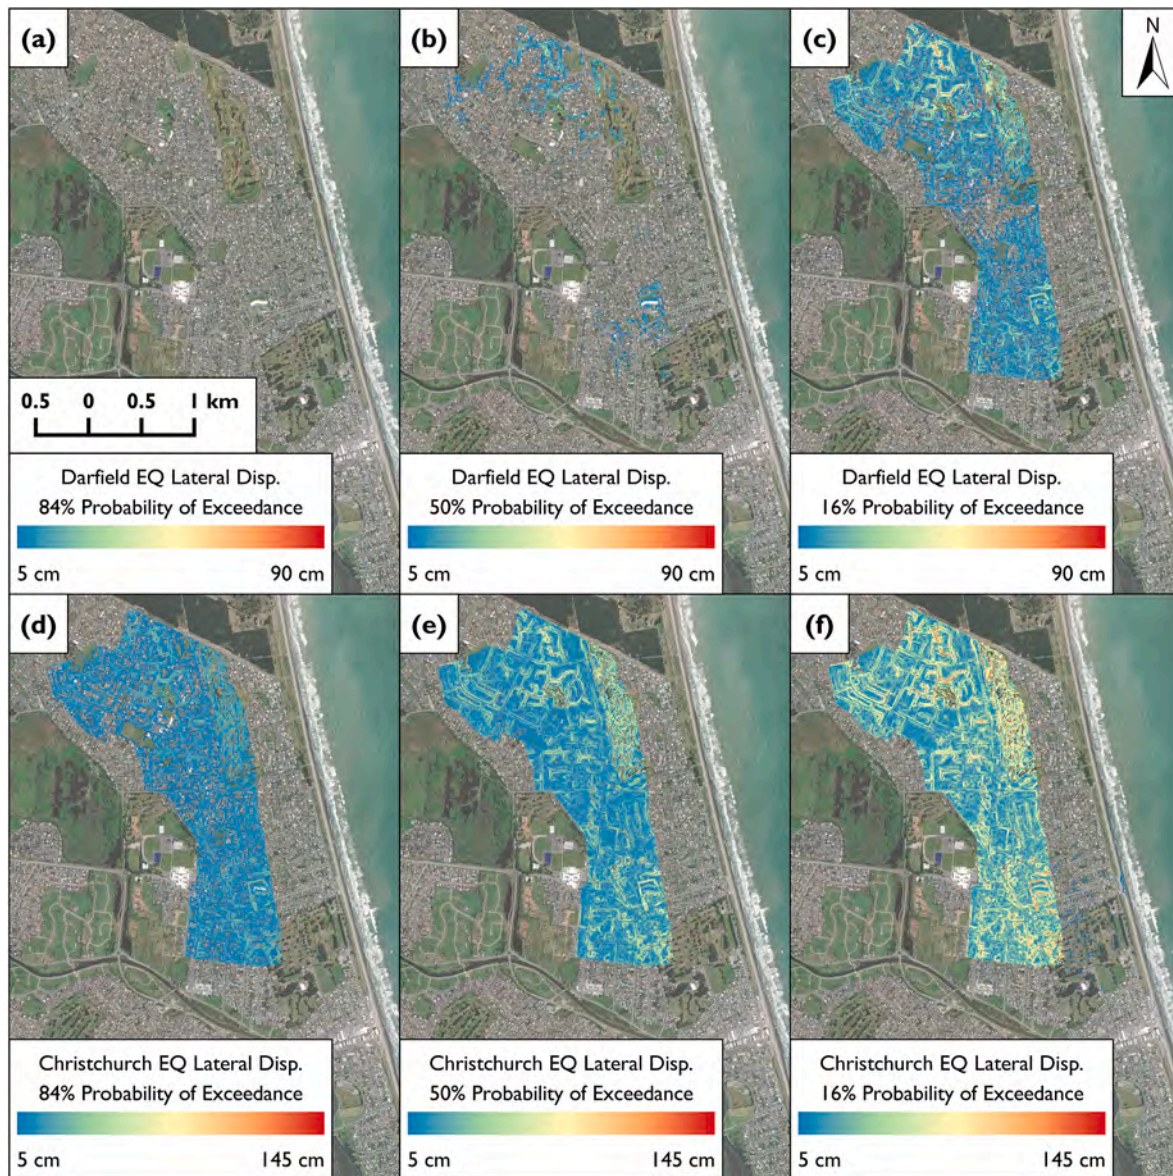 (a)
(b)
(c)
N
0.5 0 0.5 1 km
Darfield EQ Lateral Disp.
84% Probability of Exceedance
5 cm 90 cm
Darfield EQ Lateral Disp.
50% Probability of Exceedance
5 cm 90 cm
Darfield EQ Lateral Disp.
16% Probability of Exceedance
5 cm 90 cm
(d)
(e)
(f)
Christchurch EQ Lateral Disp.
84% Probability of Exceedance
5 cm 145 cm
Christchurch EQ Lateral Disp.
50% Probability of Exceedance
5 cm 145 cm
Christchurch EQ Lateral Disp.
16% Probability of Exceedance
5 cm 145 cm